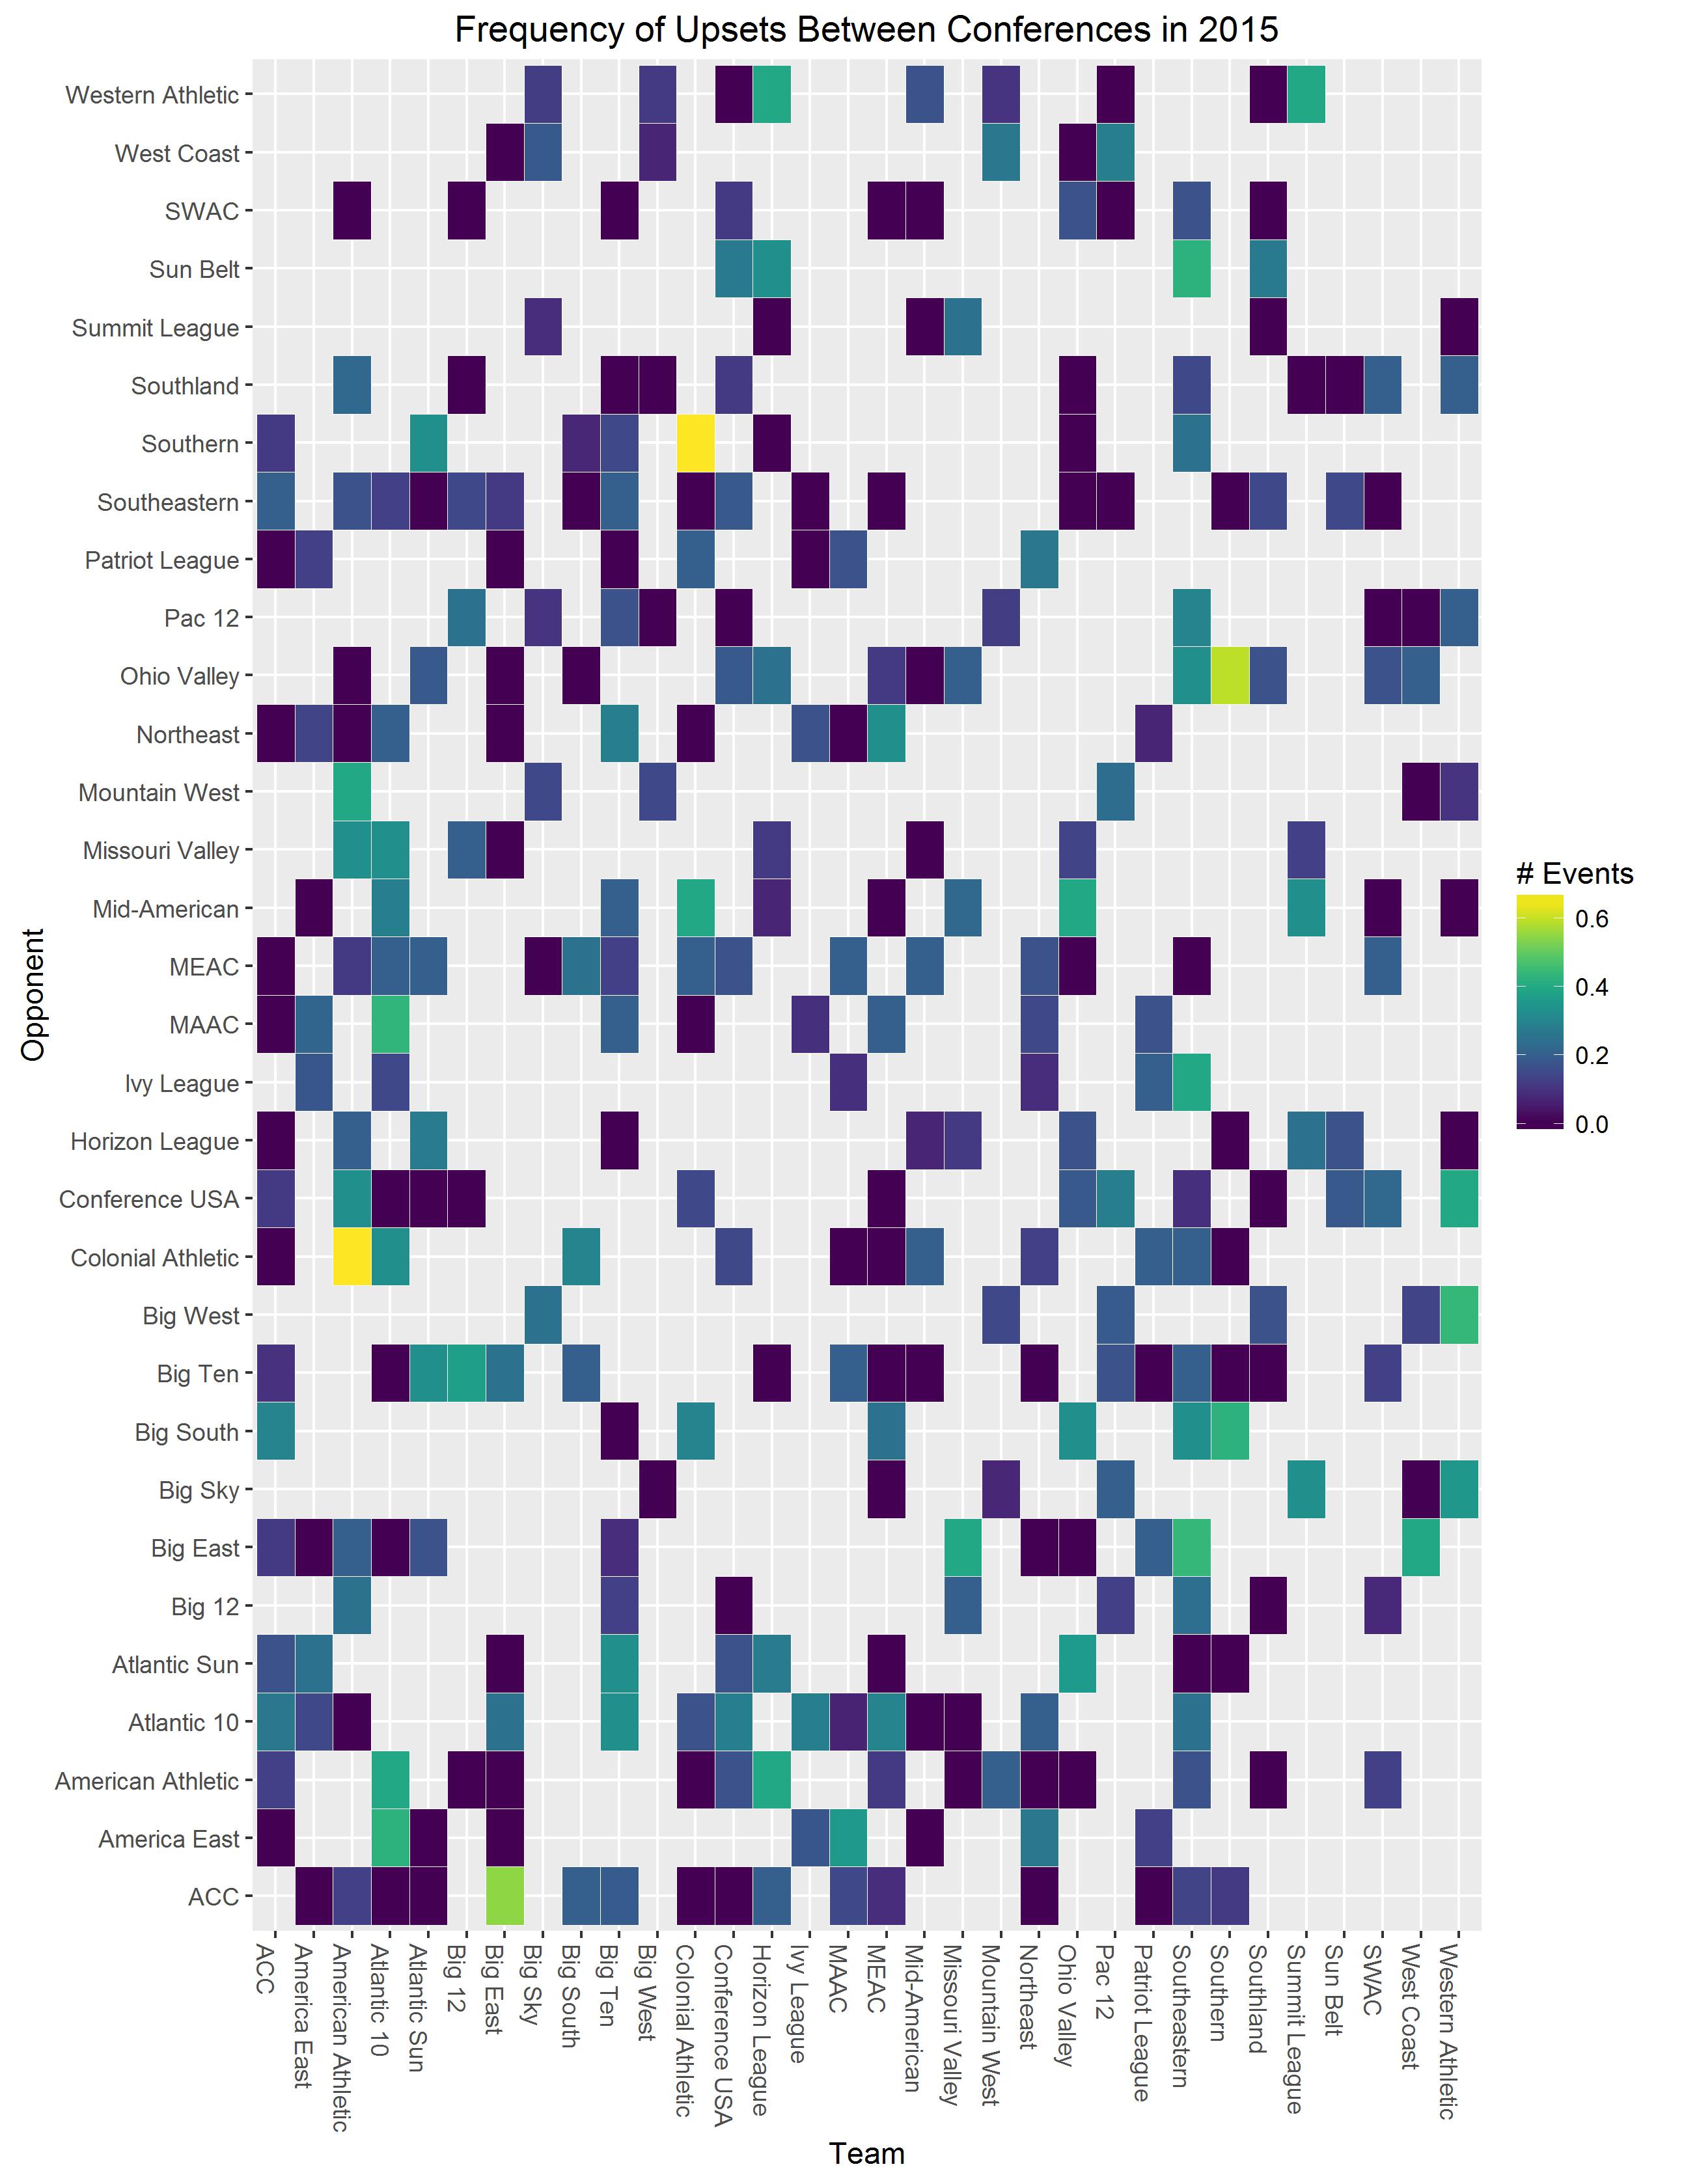 Frequency of Upsets Between Conferences in 2015
Western Athletic
West Coast
SWAC
Sun Belt
Summit League
Southland
Southern
Southeastern
Patriot League
Pac 12
Ohio Valley
Northeast
Mountain West
Missouri Valley
Mid-American
MEAC
MAAC
Ivy League
Horizon League
Conference USA
Colonial Athletic
Big West
Big Ten
Big South
Big Sky
Big East
Big 12
Atlantic Sun
Atlantic 10
American Athletic
America East
ACC
Opponent
# Events
0.6
0.4
0.2
0.0
ACC
America East
American Athletic
Atlantic 10
Atlantic Sun
Big 12
Big East
Big Sky
Big South
Big Ten
Big West
Colonial Athletic
Conference USA
Horizon League
Ivy League
MAAC
MEAC
Mid-American
Missouri Valley
Mountain West
Northeast
Ohio Valley
Pac 12
Patriot League
Southeastern
Southern
Southland
Summit League
Sun Belt
SWAC
West Coast
Western Athletic
Team